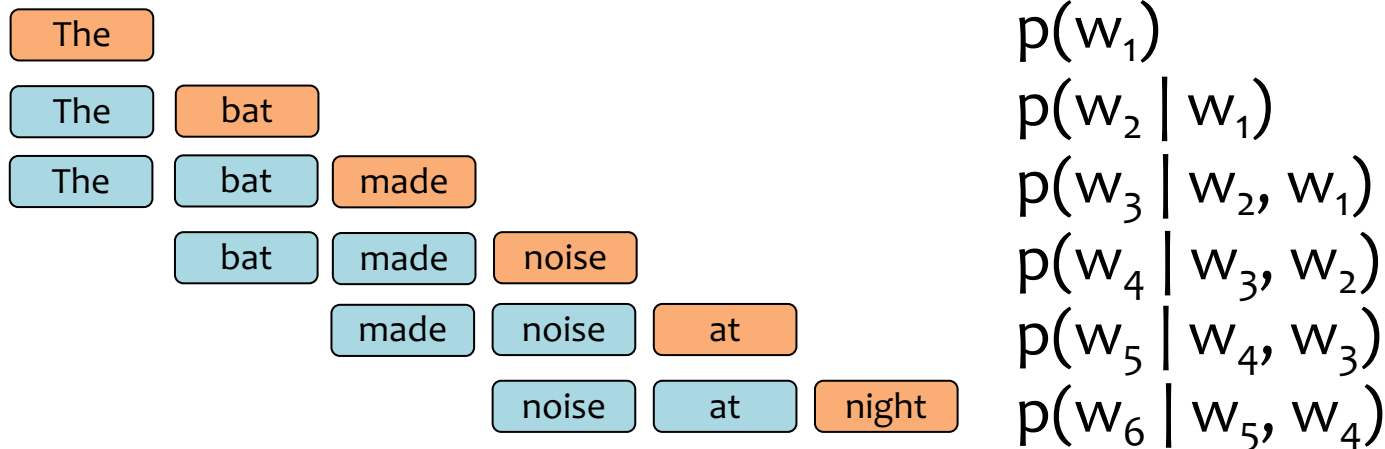 The p(w₁)
The bat p(w₂ | w₁)
The bat made p(w₃ | w₂, w₁)
bat made noise p(w₄ | w₃, w₂)
made noise at p(w₅ | w₄, w₃)
noise at night p(w₆ | w₅, w₄)